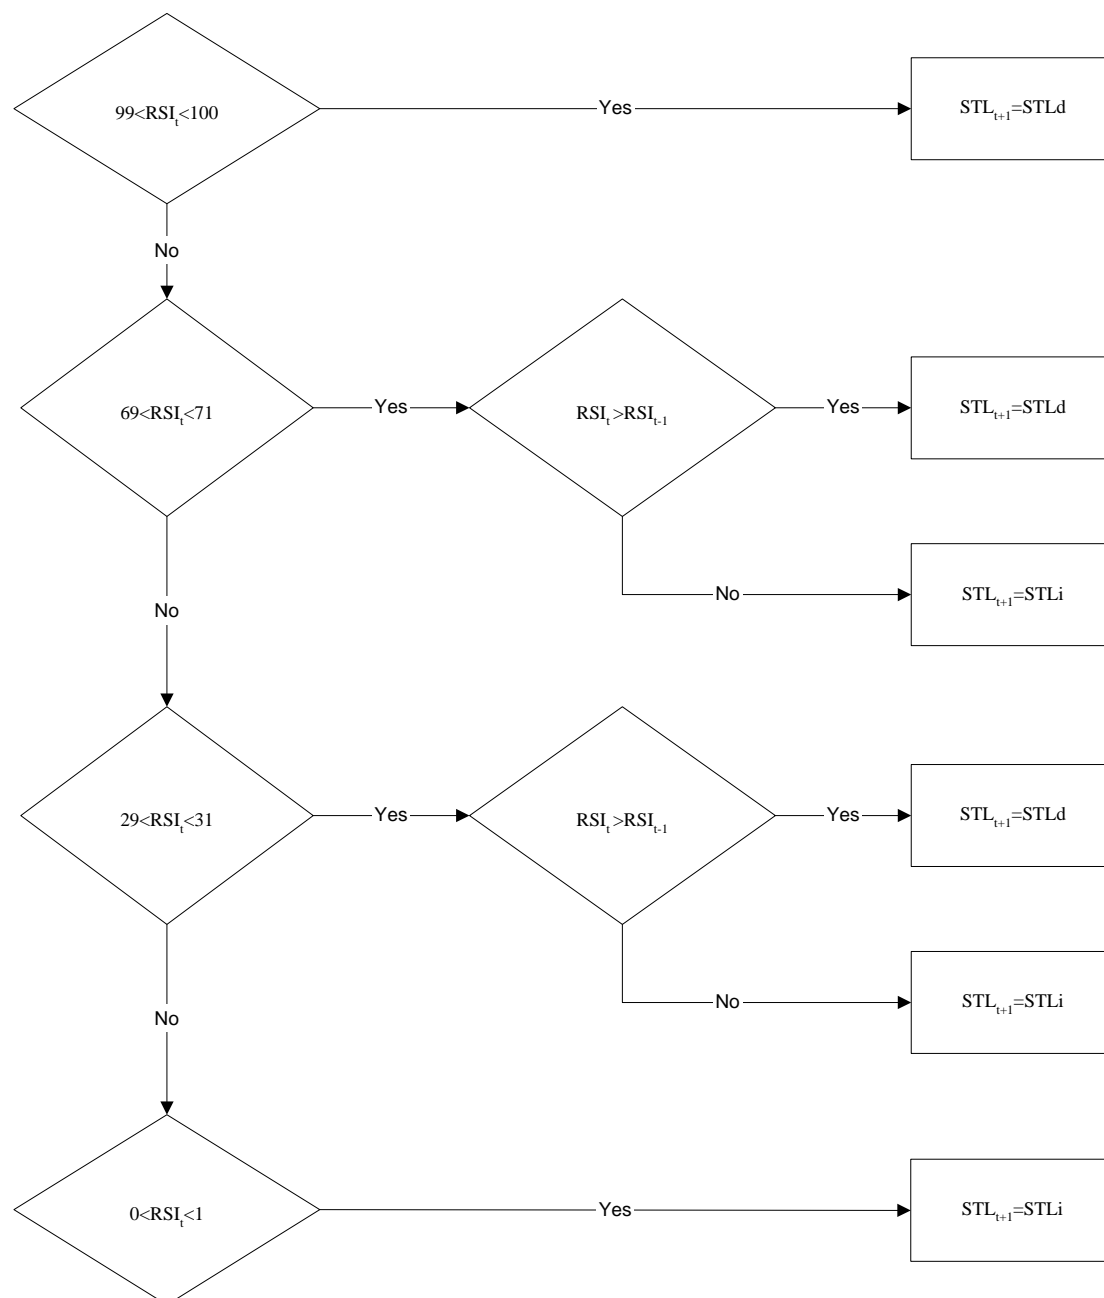 99<RSIₜ<100
Yes
STLₜ₊₁=STLd
No
69<RSIₜ<71
Yes
RSIₜ>RSIₜ₋₁
Yes
STLₜ₊₁=STLd
No
STLₜ₊₁=STLi
No
29<RSIₜ<31
Yes
RSIₜ>RSIₜ₋₁
Yes
STLₜ₊₁=STLd
No
STLₜ₊₁=STLi
No
0<RSIₜ<1
Yes
STLₜ₊₁=STLi